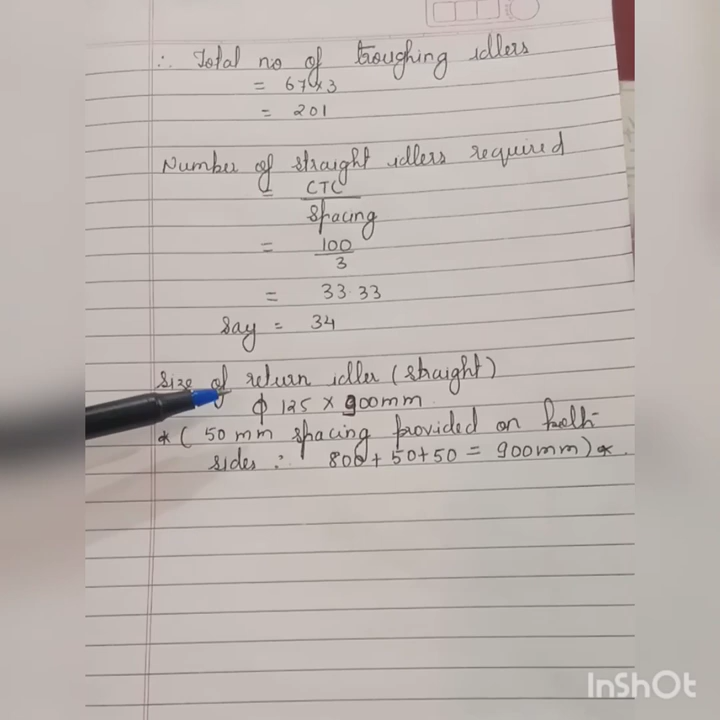 ∴ Total no of troughing idlers
= 67x3
= 201
Number of straight idlers required
= CTC
Spacing
= 100
3
= 33.33
Say = 34
Size of return idler (straight)
ϕ 125 x 900mm
* ( 50 mm spacing provided on both
sides ∴ 800+50+50 = 900mm) *.
InShOt